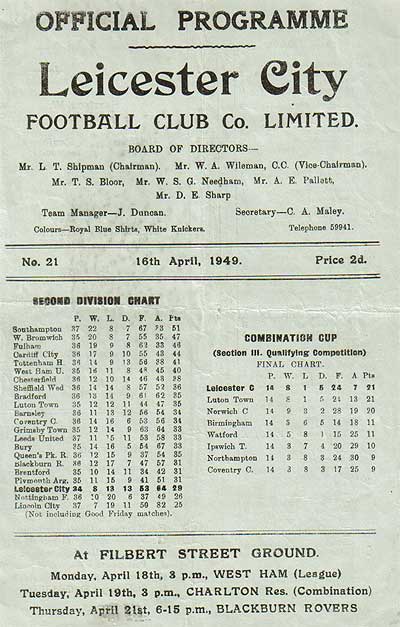 OFFICIAL PROGRAMME
Leicester City
FOOTBALL CLUB Co. LIMITED.
BOARD OF DIRECTORS—
Mr. L. T. Shipman (Chairman). Mr. W. A. Wileman, C.C. (Vice-Chairman).
Mr. T. S. Bloor, Mr. W. S. G. Needham, Mr. A. E. Pallett,
Mr. D. E. Sharp
Team Manager—J. Duncan. Secretary—C. A. Maley.
Colours—Royal Blue Shirts, White Knickers. Telephone 59941.
No. 21 16th April, 1949. Price 2d.
SECOND DIVISION CHART
P. W. L. D. F. A. Pts
Southampton 37 22 8 7 67 51
W. Bromwich 35 20 8 7 55 35 47
Fulham 36 19 9 8 62 33 46
Cardiff City 36 17 9 10 55 43 44
Tottenham H. 36 14 9 13 56 38 41
West Ham U. 35 16 11 8 48 45 40
Chesterfield 36 12 10 14 46 43 38
Sheffield Wed 36 14 14 8 57 52 36
Bradford 36 13 14 9 61 62 35
Luton Town 35 12 12 11 44 47 35
Barnsley 36 11 13 12 56 54 34
Coventry C. 36 14 16 6 53 56 34
Grimsby Town 35 12 14 9 63 64 33
Leeds United 37 11 15 11 53 58 33
Bury 35 14 16 5 54 67 33
Queen's Pk. R. 36 12 15 9 37 54
Blackburn R. 36 12 17 7 47 57 31
Brentford 35 10 14 11 34 42 31
Plymouth Arg. 35 11 15 9 41 51 31
Leicester City 34 8 13 13 53 64 29
Nottingham F. 36 10 20 6 37 49 26
Lincoln City 37 7 19 11 50 82 25
(Not including Good Friday matches).
COMBINATION CUP
(Section III. Qualifying Competition)
FINAL CHART.
P. W. L. D. F. A Pts
Leicester C 14 8 1 5 24 7 21
Luton Town 14 8 1 5 24 13 21
Norwich C 14 9 3 2 28 19 20
Birmingham 14 5 6 14 18 11
Watford 14 5 8 1 15 25 11
Ipswich T. 14 3 7 4 20 29 10
Northampton 14 3 8 3 24 30 9
Coventry C. 14 3 8 3 17 25 9
At FILBERT STREET GROUND.
Monday, April 18th, 3 p.m., WEST HAM (League)
Tuesday, April 19th, 3 p.m., CHARLTON Res. (Combination)
Thursday, April 21st, 6-15 p.m., BLACKBURN ROVERS